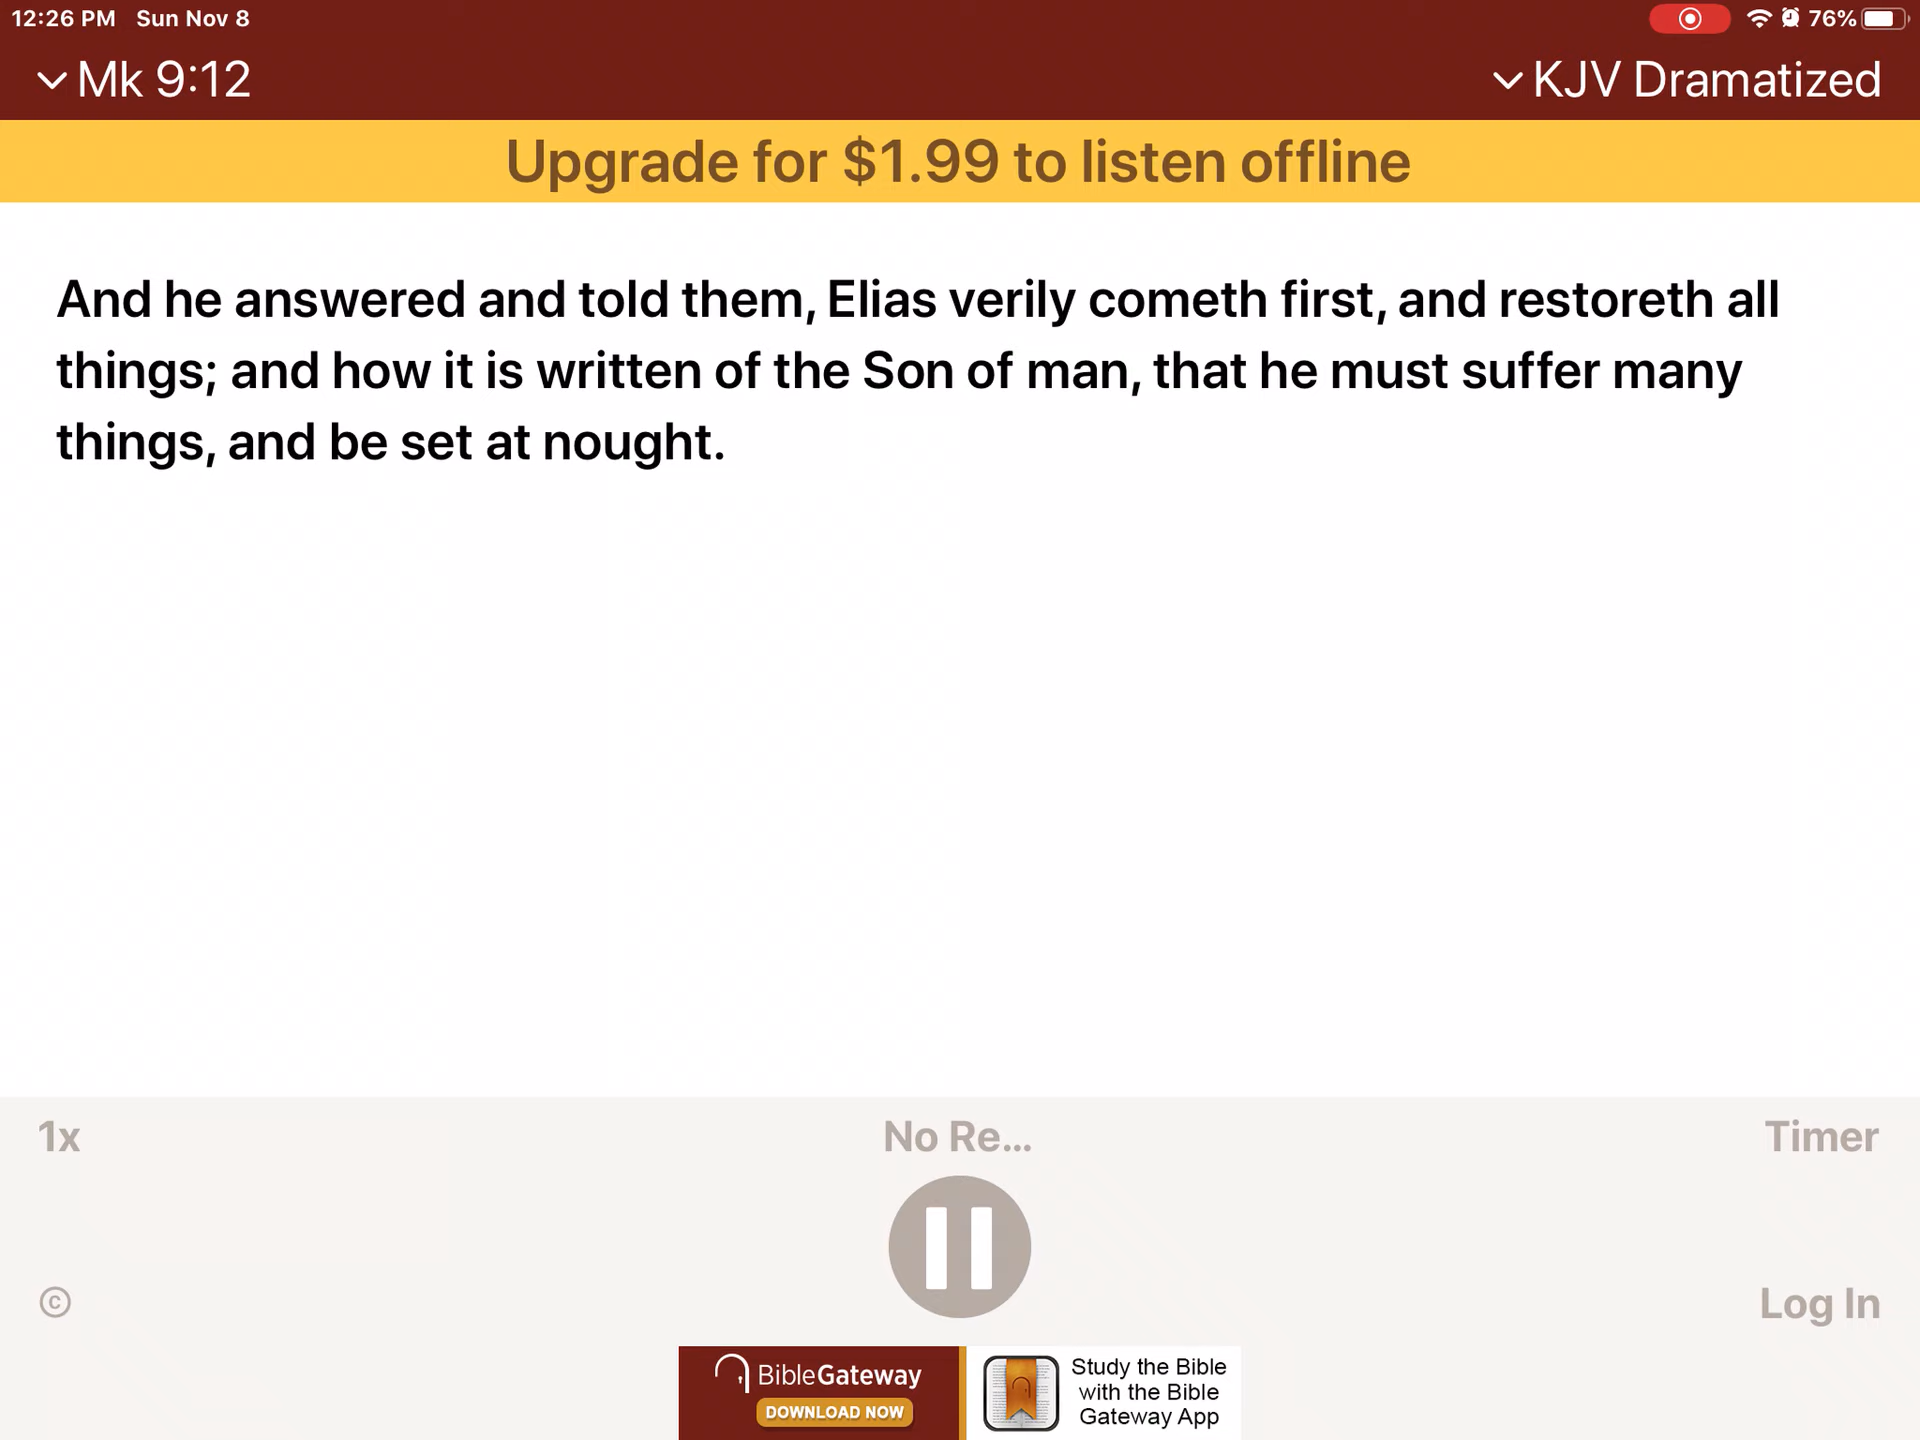 12:26 PM Sun Nov 8 76%
Mk 9:12 KJV Dramatized
Upgrade for $1.99 to listen offline
And he answered and told them, Elias verily cometh first, and restoreth all
things; and how it is written of the Son of man, that he must suffer many
things, and be set at nought.
1x No Re... Timer
© Log In
BibleGateway
DOWNLOAD NOW
Study the Bible
with the Bible
Gateway App